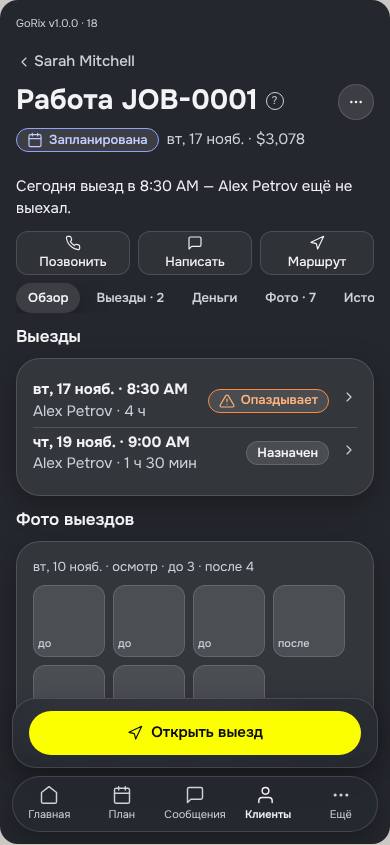 GoRix v1.0.0 · 18
Sarah Mitchell
Работа JOB-0001 ?
Запланирована вт, 17 нояб. · $3,078
Сегодня выезд в 8:30 AM — Alex Petrov ещё не
выехал.
Позвонить Написать Маршрут
Обзор Выезды · 2 Деньги Фото · 7 Исто
Выезды
вт, 17 нояб. · 8:30 AM
Alex Petrov · 4 ч
Опаздывает
чт, 19 нояб. · 9:00 AM
Alex Petrov · 1 ч 30 мин
Назначен
Фото выездов
вт, 10 нояб. · осмотр · до 3 · после 4
до до до после
Открыть выезд
Главная План Сообщения Клиенты Ещё